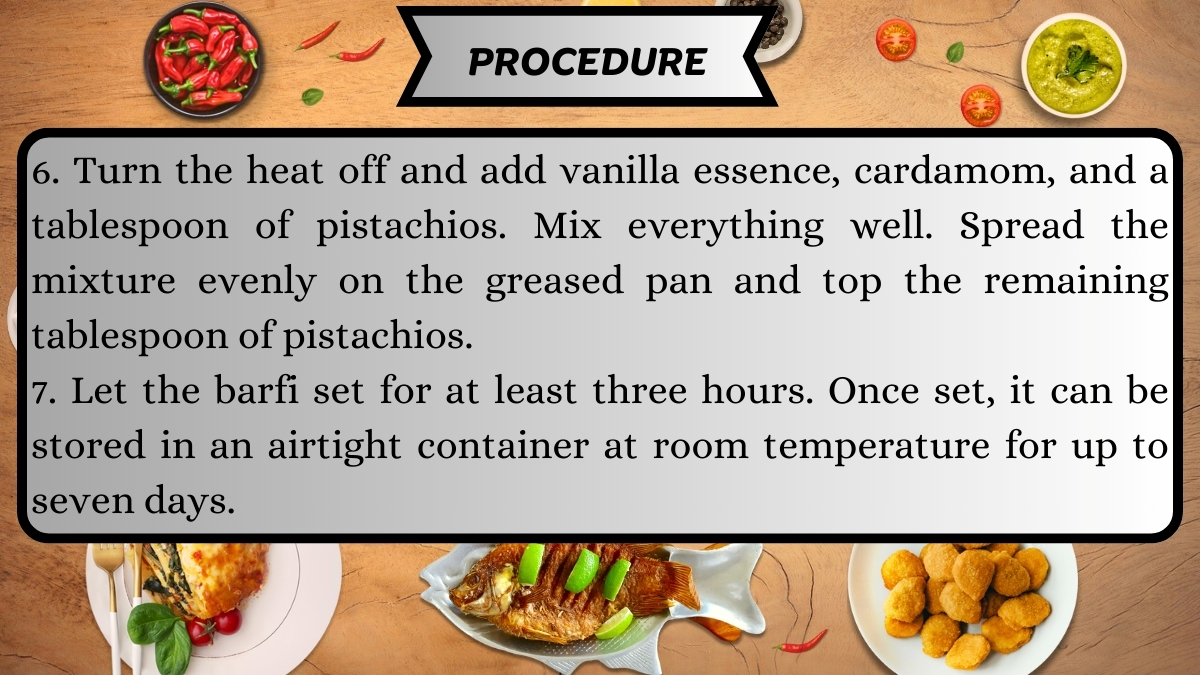 PROCEDURE
6. Turn the heat off and add vanilla essence, cardamom, and a
tablespoon of pistachios. Mix everything well. Spread the
mixture evenly on the greased pan and top the remaining
tablespoon of pistachios.
7. Let the barfi set for at least three hours. Once set, it can be
stored in an airtight container at room temperature for up to
seven days.